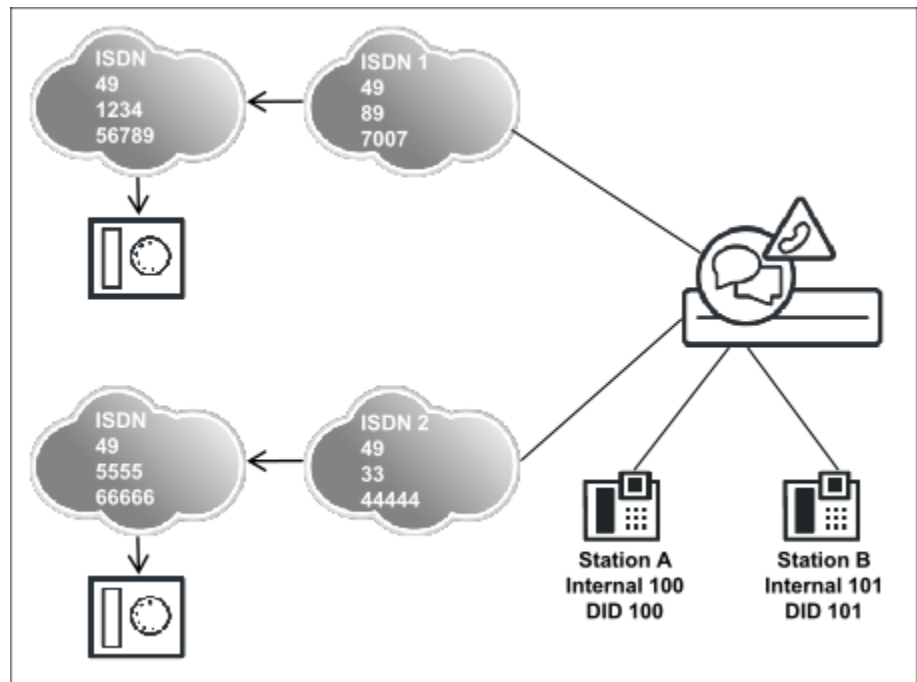 ISDN
49
1234
56789
ISDN 1
49
89
7007
ISDN
49
5555
66666
ISDN 2
49
33
44444
Station A
Internal 100
DID 100
Station B
Internal 101
DID 101